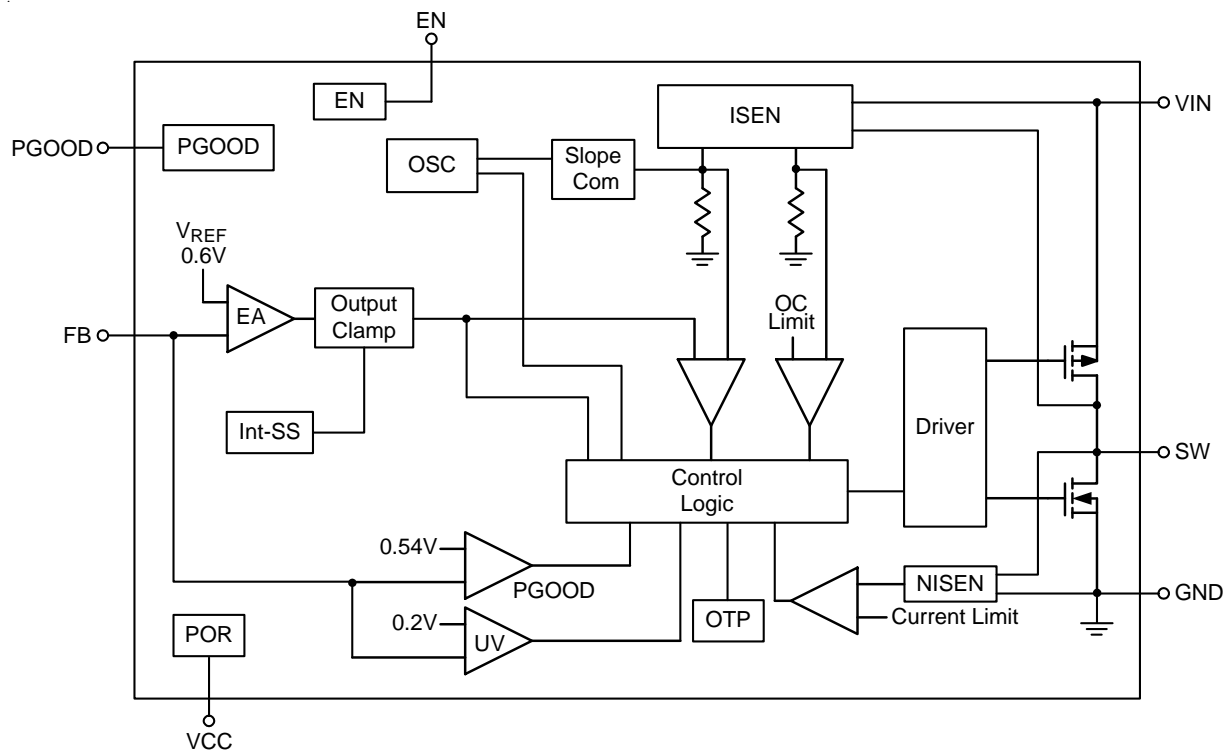 EN
EN
ISEN
VIN
PGOOD
PGOOD
OSC
Slope
Com
VREF
0.6V
Output
Clamp
OC
Limit
EA
FB
Int-SS
Driver
SW
Control
Logic
0.54V
PGOOD
NISEN
GND
OTP
Current Limit
0.2V
UV
POR
VCC